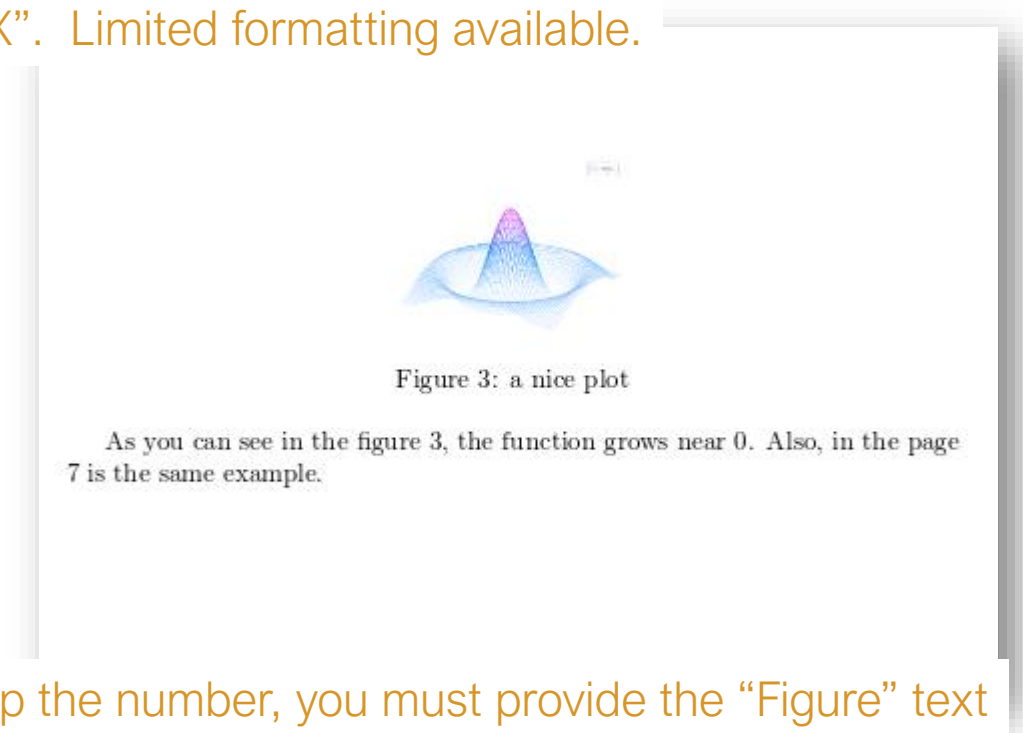 X”. Limited formatting available.
Figure 3: a nice plot
As you can see in the figure 3, the function grows near 0. Also, in the page
7 is the same example.
p the number, you must provide the “Figure” text